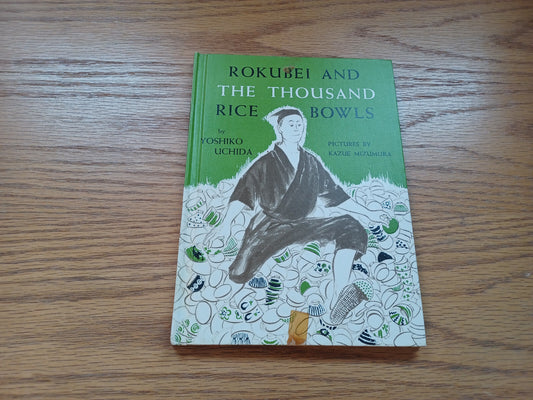 ROKUBEI AND
THE THOUSAND
RICE BOWLS
by
YOSHIKO
UCHIDA
PICTURES BY
KAZUE MIZUMURA